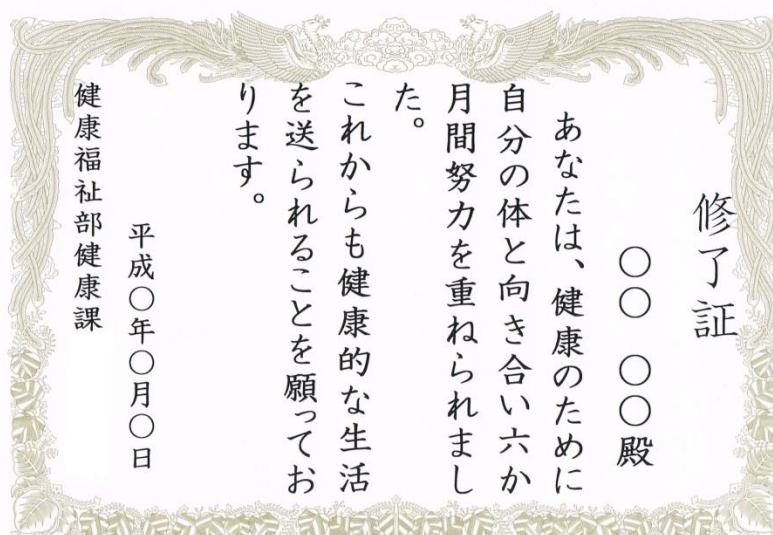 修了証
○○　○○殿
あなたは、健康のために
自分の体と向き合い六か
月間努力を重ねられまし
た。
これからも健康的な生活
を送られることを願ってお
ります。
平成○年○月○日
健康福祉部健康課